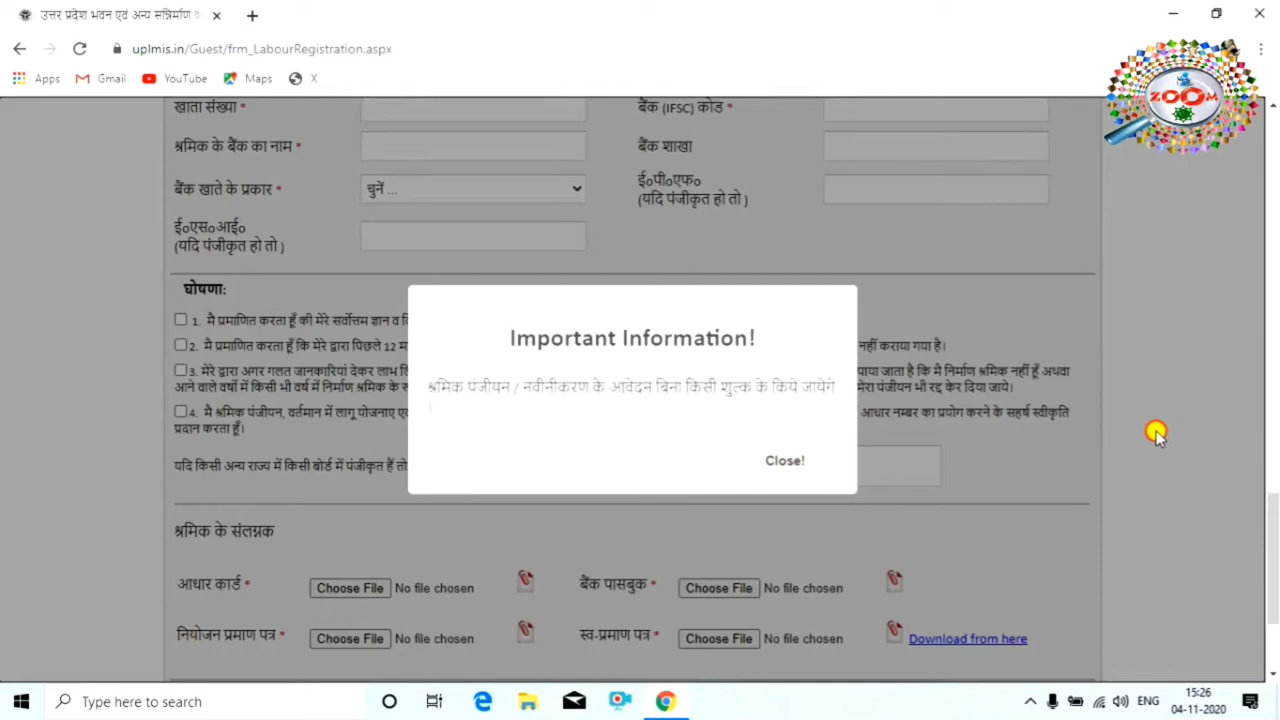 उत्तर प्रदेश भवन एवं अन्य सन्निर्माण
uplmis.in/Guest/frm_LabourRegistration.aspx
Apps Gmail YouTube Maps X
ZOOM
खाता संख्या * बैंक (IFSC) कोड *
श्रमिक के बैंक का नाम * बैंक शाखा
बैंक खाते के प्रकार * चुनें ... ई०पी०एफ०
(यदि पंजीकृत हो तो )
ई०एस०आई०
(यदि पंजीकृत हो तो )
घोषणा:
1. मै प्रमाणित करता हूँ की मेरे सर्वोत्तम ज्ञान व
2. मै प्रमाणित करता हूँ कि मेरे द्वारा पिछले 12 नहीं कराया गया है।
3. मेरे द्वारा अगर गलत जानकारियां देकर लाभ पाया जाता है कि मै निर्माण श्रमिक नहीं हूँ अथवा
आने वाले वर्षो में किसी भी वर्ष में निर्माण श्रमिक के मेरा पंजीयन भी रद्द कर दिया जाये।
4. मै श्रमिक पंजीयन, वर्तमान में लागू योजनाए आधार नम्बर का प्रयोग करने के सहर्ष स्वीकृति
प्रदान करता हूँ।
यदि किसी अन्य राज्य में किसी बोर्ड में पंजीकृत हैं तो
Important Information!
श्रमिक पंजीयन / नवीनीकरण के आवेदन बिना किसी शुल्क के किये जायेगे
Close!
श्रमिक के संलग्नक
आधार कार्ड * Choose File No file chosen बैंक पासबुक * Choose File No file chosen
नियोजन प्रमाण पत्र * Choose File No file chosen स्व-प्रमाण पत्र * Choose File No file chosen Download from here
Type here to search
ENG
15:26
04-11-2020